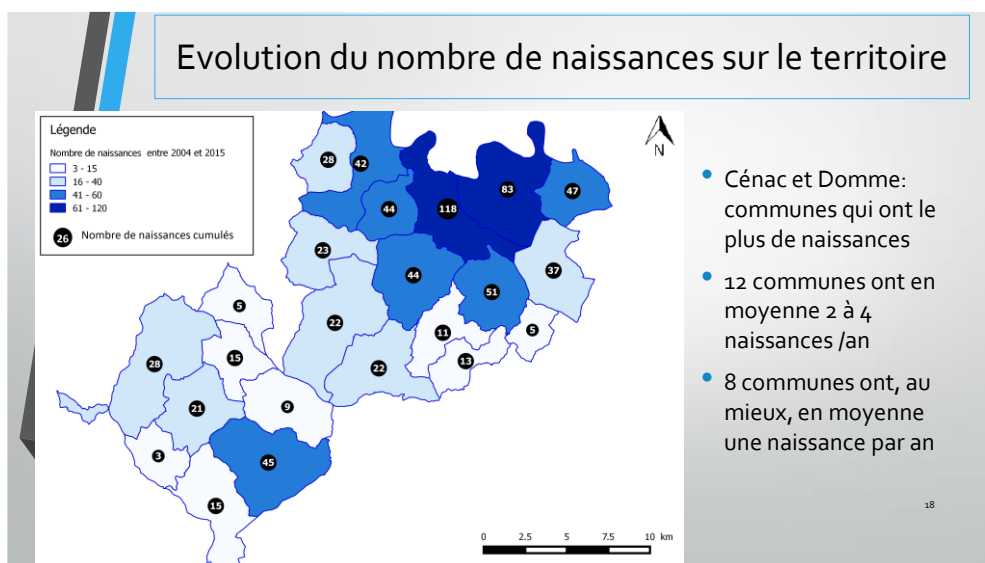 Evolution du nombre de naissances sur le territoire
Légende
Nombre de naissances entre 2004 et 2015
3 - 15
16 - 40
41 - 60
61 - 120
26 Nombre de naissances cumulés
N
28
42
83
47
44
118
23
44
37
51
5
22
11
5
15
13
28
22
21
9
3
45
15
0 2.5 5 7.5 10 km
• Cénac et Domme:
communes qui ont le
plus de naissances
• 12 communes ont en
moyenne 2 à 4
naissances /an
• 8 communes ont, au
mieux, en moyenne
une naissance par an
18